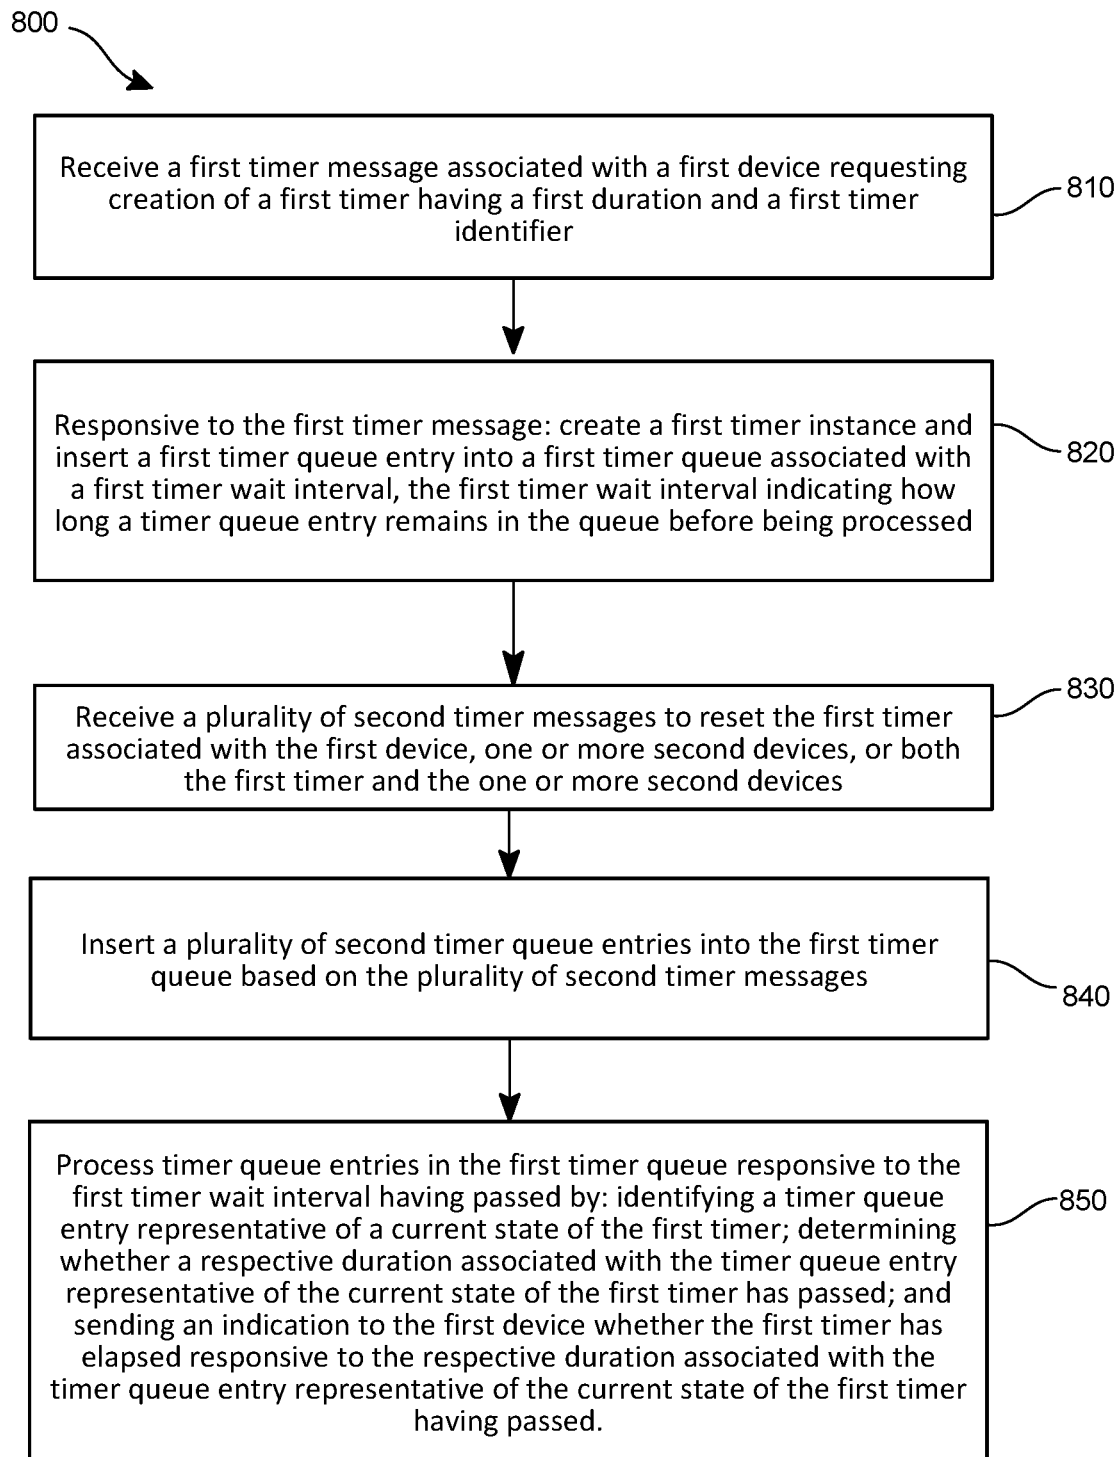 800
Receive a first timer message associated with a first device requesting
creation of a first timer having a first duration and a first timer
identifier
810
Responsive to the first timer message: create a first timer instance and
insert a first timer queue entry into a first timer queue associated with
a first timer wait interval, the first timer wait interval indicating how
long a timer queue entry remains in the queue before being processed
820
Receive a plurality of second timer messages to reset the first timer
associated with the first device, one or more second devices, or both
the first timer and the one or more second devices
830
Insert a plurality of second timer queue entries into the first timer
queue based on the plurality of second timer messages
840
Process timer queue entries in the first timer queue responsive to the
first timer wait interval having passed by: identifying a timer queue
entry representative of a current state of the first timer; determining
whether a respective duration associated with the timer queue entry
representative of the current state of the first timer has passed; and
sending an indication to the first device whether the first timer has
elapsed responsive to the respective duration associated with the
timer queue entry representative of the current state of the first timer
having passed.
850